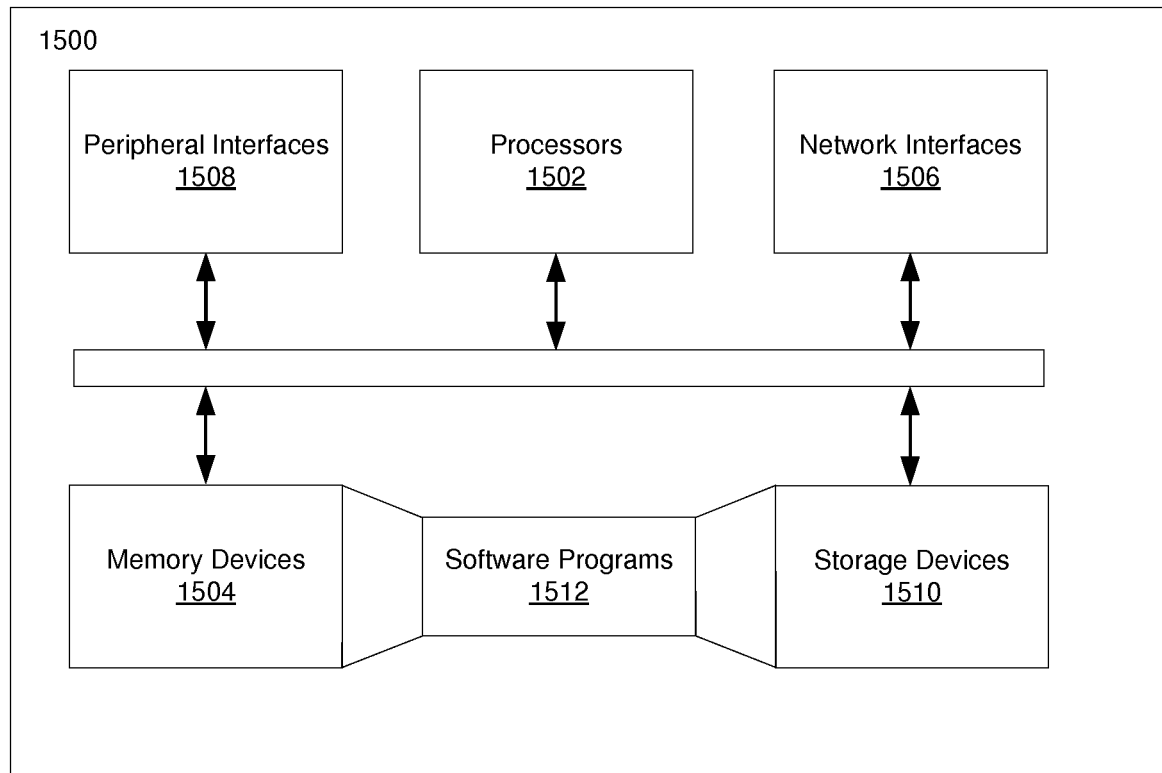 1500
Peripheral Interfaces
1508
Processors
1502
Network Interfaces
1506
Memory Devices
1504
Software Programs
1512
Storage Devices
1510